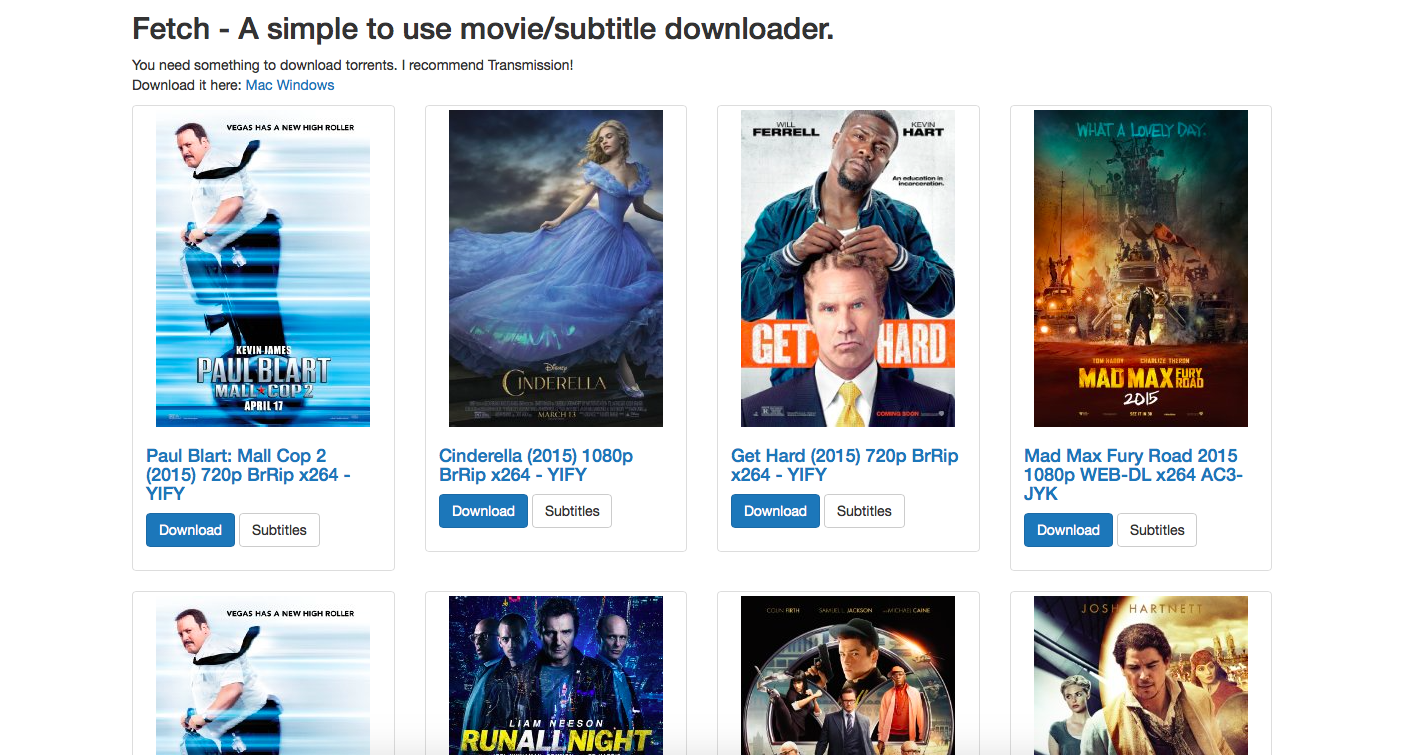 Fetch - A simple to use movie/subtitle downloader.
You need something to download torrents. I recommend Transmission!
Download it here: Mac Windows
VEGAS HAS A NEW HIGH ROLLER
KEVIN JAMES
PAUL BLART
MALL COP 2
APRIL 17
Disney
CINDERELLA
MARCH 13
WILL
FERRELL
KEVIN
HART
An education in
incarceration.
GET HARD
COMING SOON
WHAT A LOVELY DAY.
TOM HARDY CHARLIZE THERON
MAD MAX FURY
ROAD
2015
SEE IT IN 3D
Paul Blart: Mall Cop 2
(2015) 720p BrRip x264 -
YIFY
Download Subtitles
Cinderella (2015) 1080p
BrRip x264 - YIFY
Download Subtitles
Get Hard (2015) 720p BrRip
x264 - YIFY
Download Subtitles
Mad Max Fury Road 2015
1080p WEB-DL x264 AC3-
JYK
Download Subtitles
VEGAS HAS A NEW HIGH ROLLER
LIAM NEESON
RUN ALL NIGHT
COLIN FIRTH SAMUEL L. JACKSON AND MICHAEL CAINE
JOSH HARTNETT